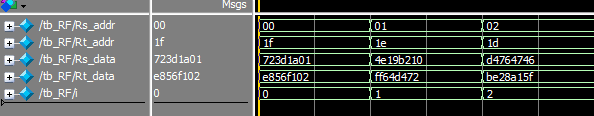 Msgs
/tb_RF/Rs_addr 00 00 01 02
/tb_RF/Rt_addr 1f 1f 1e 1d
/tb_RF/Rs_data 723d1a01 723d1a01 4e19b210 d4764746
/tb_RF/Rt_data e856f102 e856f102 ff64d472 be28a15f
/tb_RF/i 0 0 1 2